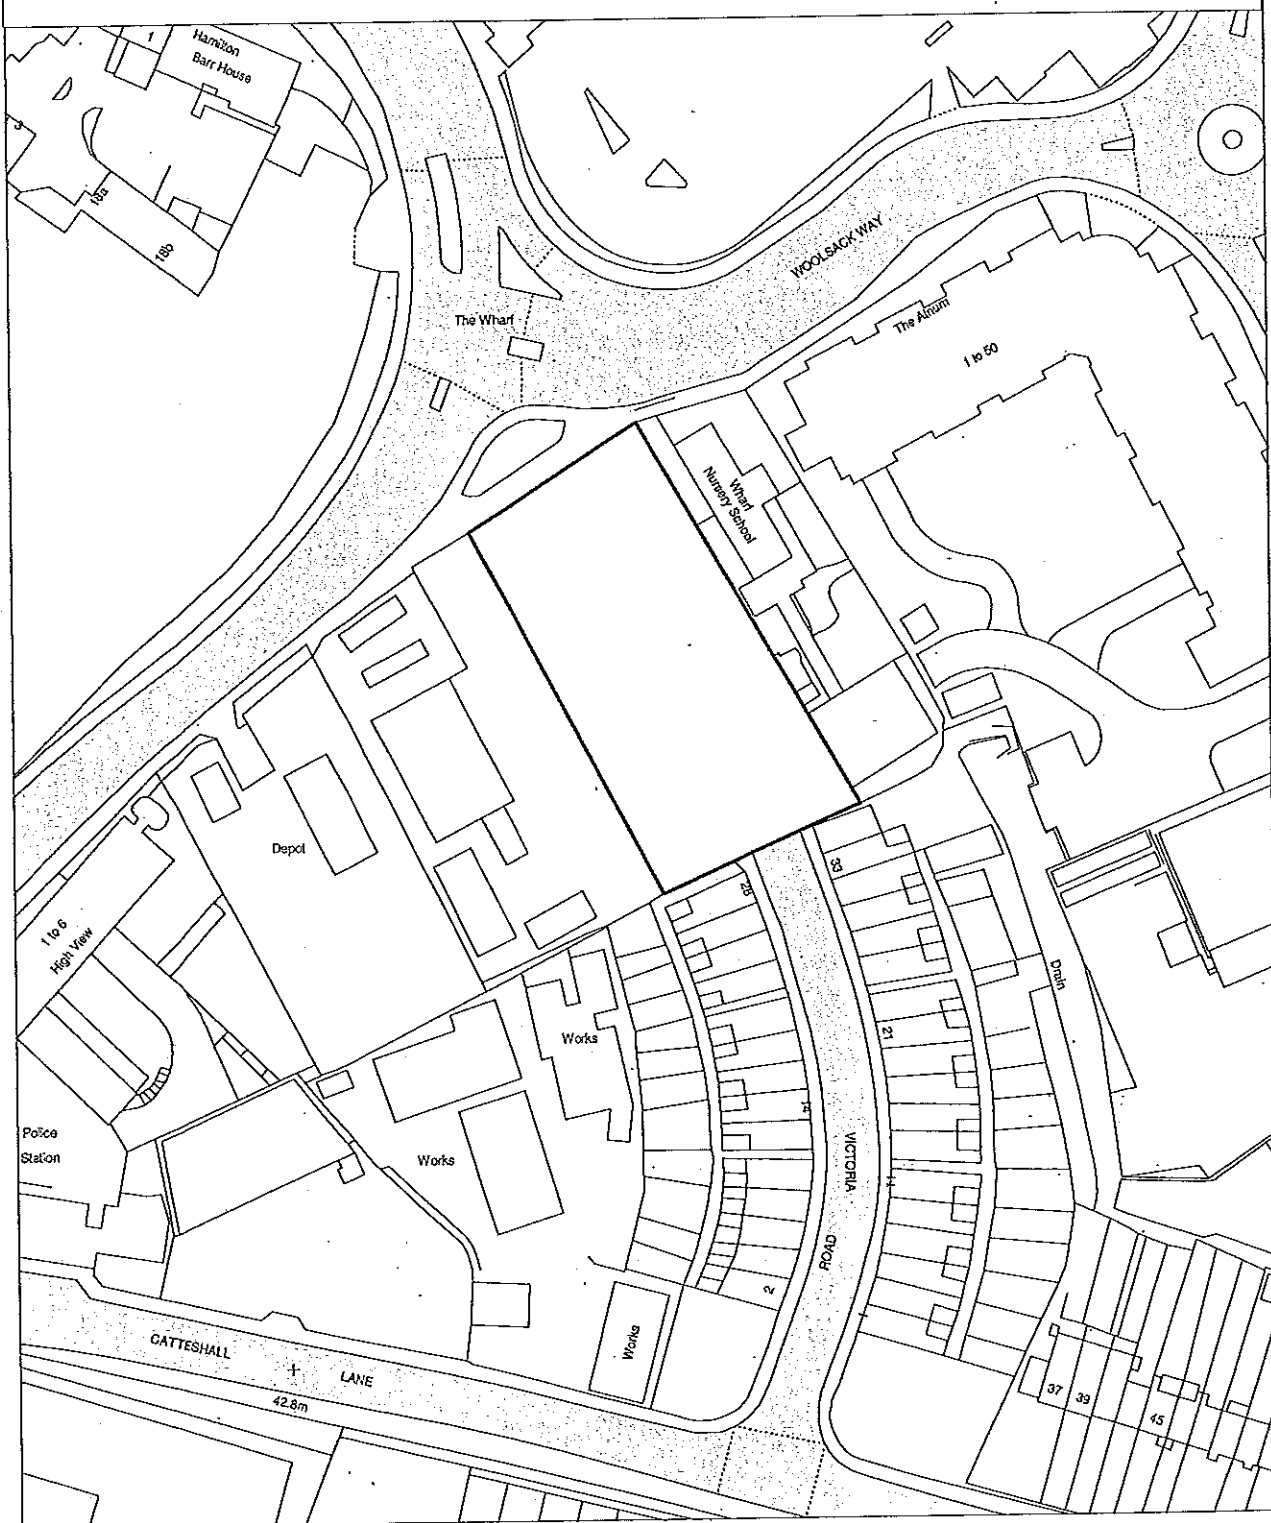 1
Hamilton
Barr House
3
18a
18b
WOOLSACK WAY
The Wharf
The Alnum
1 to 50
Wharf
Nursery School
Depot
33
28
1 to 6
High View
Drain
Works
21
14
Police
Station
Works
VICTORIA
11
ROAD
2
Works
GATTESHALL
LANE
42.8m
37
39
45